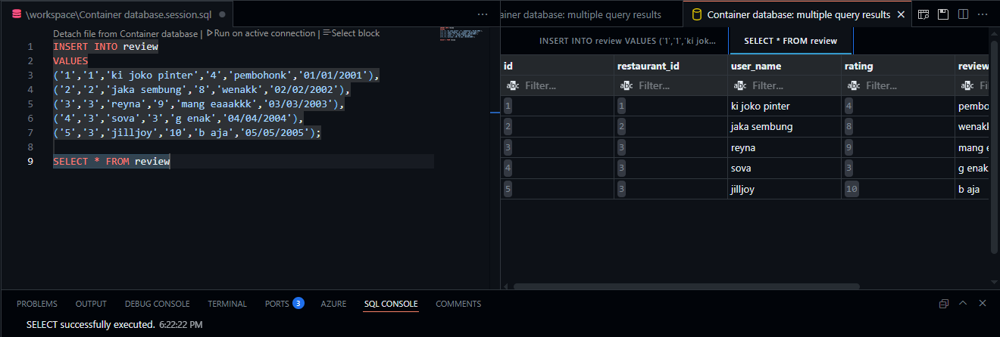 \workspace\Container database.session.sql
Detach file from Container database | ▷Run on active connection | ☰Select block
1 INSERT INTO review
2 VALUES
3 ('1','1','ki joko pinter','4','pembohonk','01/01/2001'),
4 ('2','2','jaka sembung','8','wenakk','02/02/2002'),
5 ('3','3','reyna','9','mang eaaakkk','03/03/2003'),
6 ('4','3','sova','3','g enak','04/04/2004'),
7 ('5','3','jilljoy','10','b aja','05/05/2005');
8
9 SELECT * FROM review
ainer database: multiple query results
Container database: multiple query results
INSERT INTO review VALUES ('1','1','ki jok...
SELECT * FROM review
id restaurant_id user_name rating review
Filter... Filter... Filter... Filter... Filter...
1 1 ki joko pinter 4 pembo
2 2 jaka sembung 8 wenakk
3 3 reyna 9 mang e
4 3 sova 3 g enak
5 3 jilljoy 10 b aja
PROBLEMS OUTPUT DEBUG CONSOLE TERMINAL PORTS 3 AZURE SQL CONSOLE COMMENTS
SELECT successfully executed. 6:22:22 PM